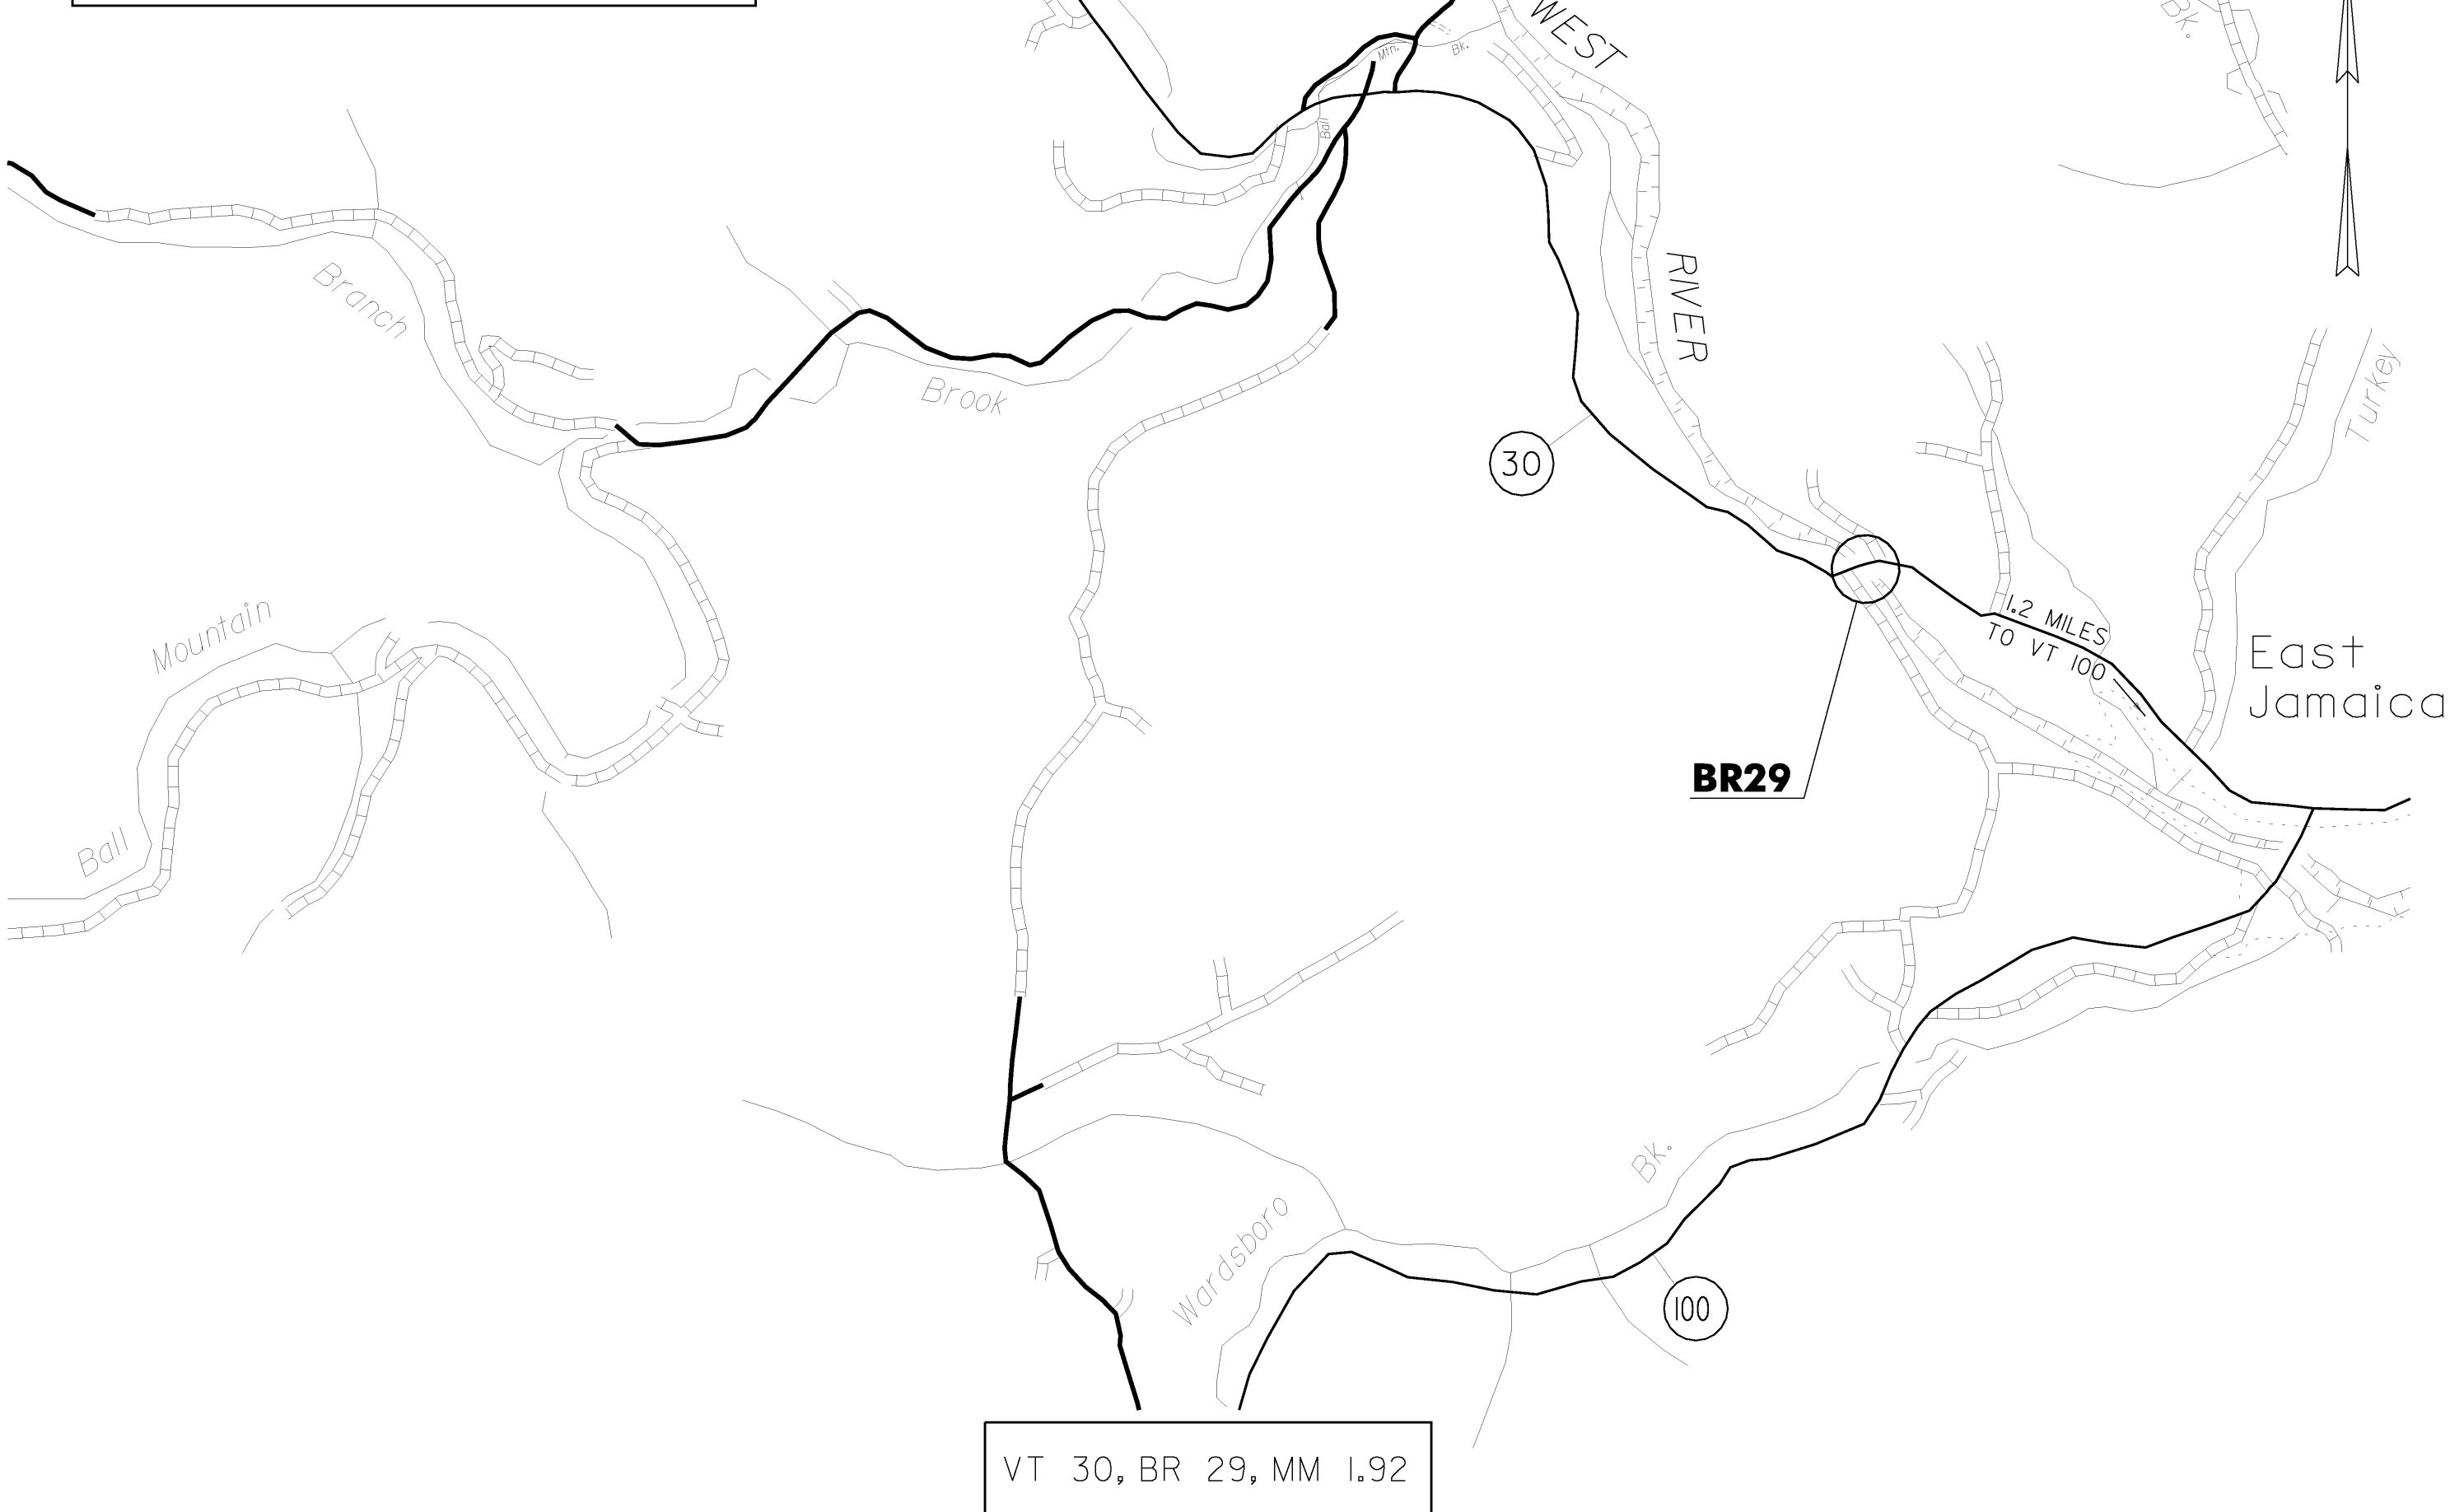 WEST
Bk.
Mtn.
Bk.
Ball
RIVER
Branch
Brook
Turkey
30
Mountain
1.2 MILES
TO VT 100
East
Jamaica
BR29
Ball
Bk.
Wardsboro
100
VT 30, BR 29, MM 1.92